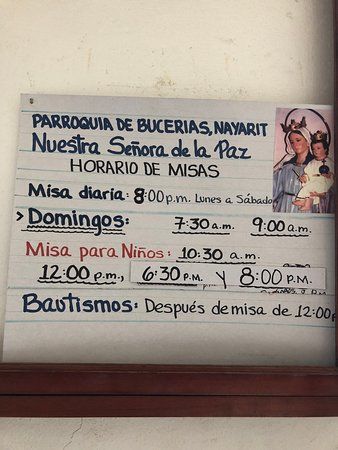 PARROQUIA DE BUCERIAS, NAYARIT
Nuestra Señora de la Paz
HORARIO DE MISAS
Misa diaria: 8:00 p.m. Lunes a Sábado
> Domingos: 7:30 a.m. 9:00 a.m.
Misa para Niños: 10:30 a.m.
12:00 p.m., 6:30 P.M. y 8:00 P.M.
Bautismos: Después de misa de 12:00